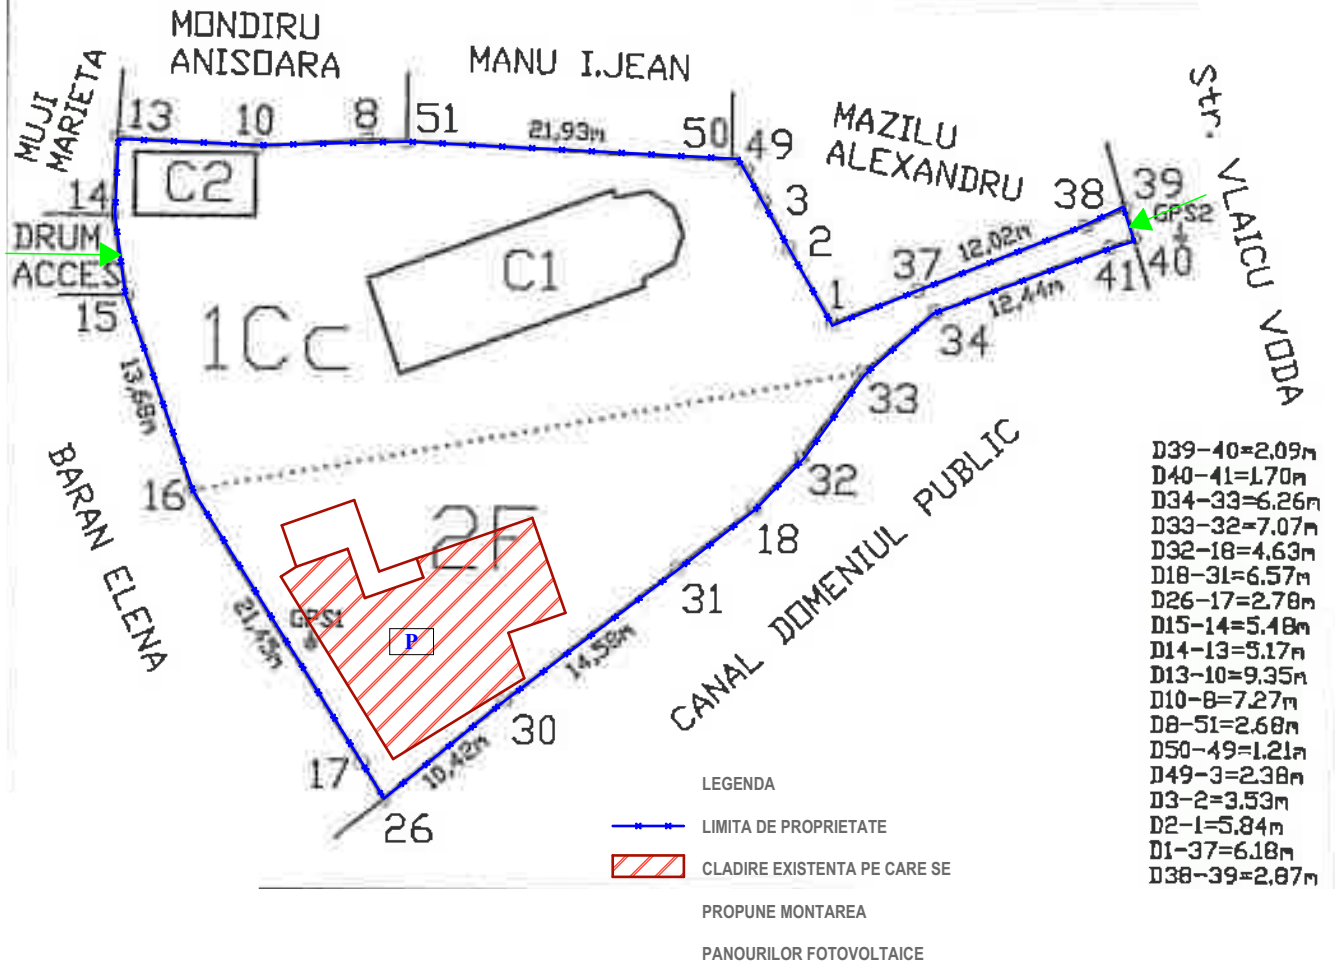 MONDIRU
ANISOARA
MANU I.JEAN
MUJI
MARIETA
MAZILU
ALEXANDRU
Str. VLAICU VODA
13
10
8
51
21,93m
50
49
3
2
1
37
12,02m
38
39
GPS2
40
41
12,44m
34
33
14
C2
DRUM
ACCES
15
C1
1Cc
13,68m
16
BARAN ELENA
2F
32
18
31
CANAL DOMENIUL PUBLIC
GPS1
P
21,45m
14,58m
30
10,42m
17
26
D39-40=2,09m
D40-41=1,70m
D34-33=6,26m
D33-32=7,07m
D32-18=4,63m
D18-31=6,57m
D26-17=2,78m
D15-14=5,48m
D14-13=5,17m
D13-10=9,35m
D10-8=7,27m
D8-51=2,68m
D50-49=1,21m
D49-3=2,38m
D3-2=3,53m
D2-1=5,84m
D1-37=6,18m
D38-39=2,87m
LEGENDA
LIMITA DE PROPRIETATE
CLADIRE EXISTENTA PE CARE SE
PROPUNE MONTAREA
PANOURILOR FOTOVOLTAICE